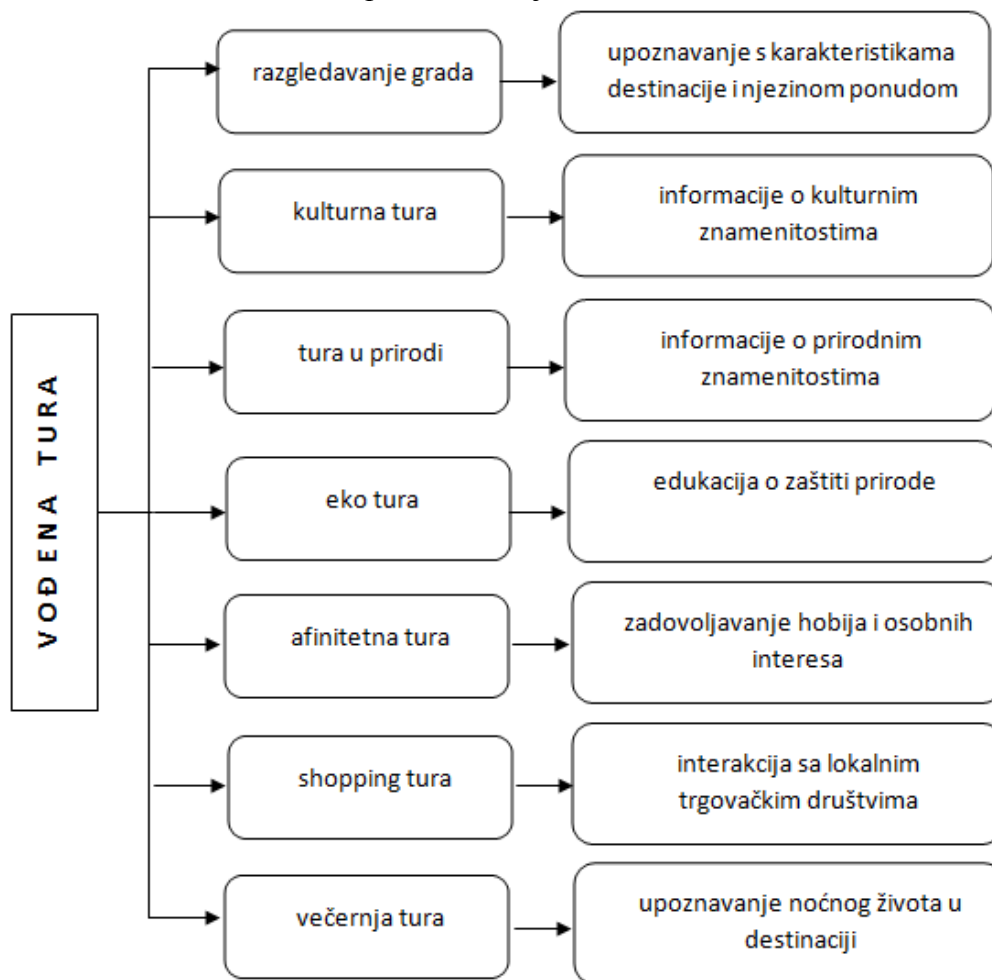 razgledavanje grada
upoznavanje s karakteristikama
destinacije i njezinom ponudom
kulturna tura
informacije o kulturnim
znamenitostima
VOĐENA TURA
tura u prirodi
informacije o prirodnim
znamenitostima
eko tura
edukacija o zaštiti prirode
afinitetna tura
zadovoljavanje hobija i osobnih
interesa
shopping tura
interakcija sa lokalnim
trgovačkim društvima
večernja tura
upoznavanje noćnog života u
destinaciji